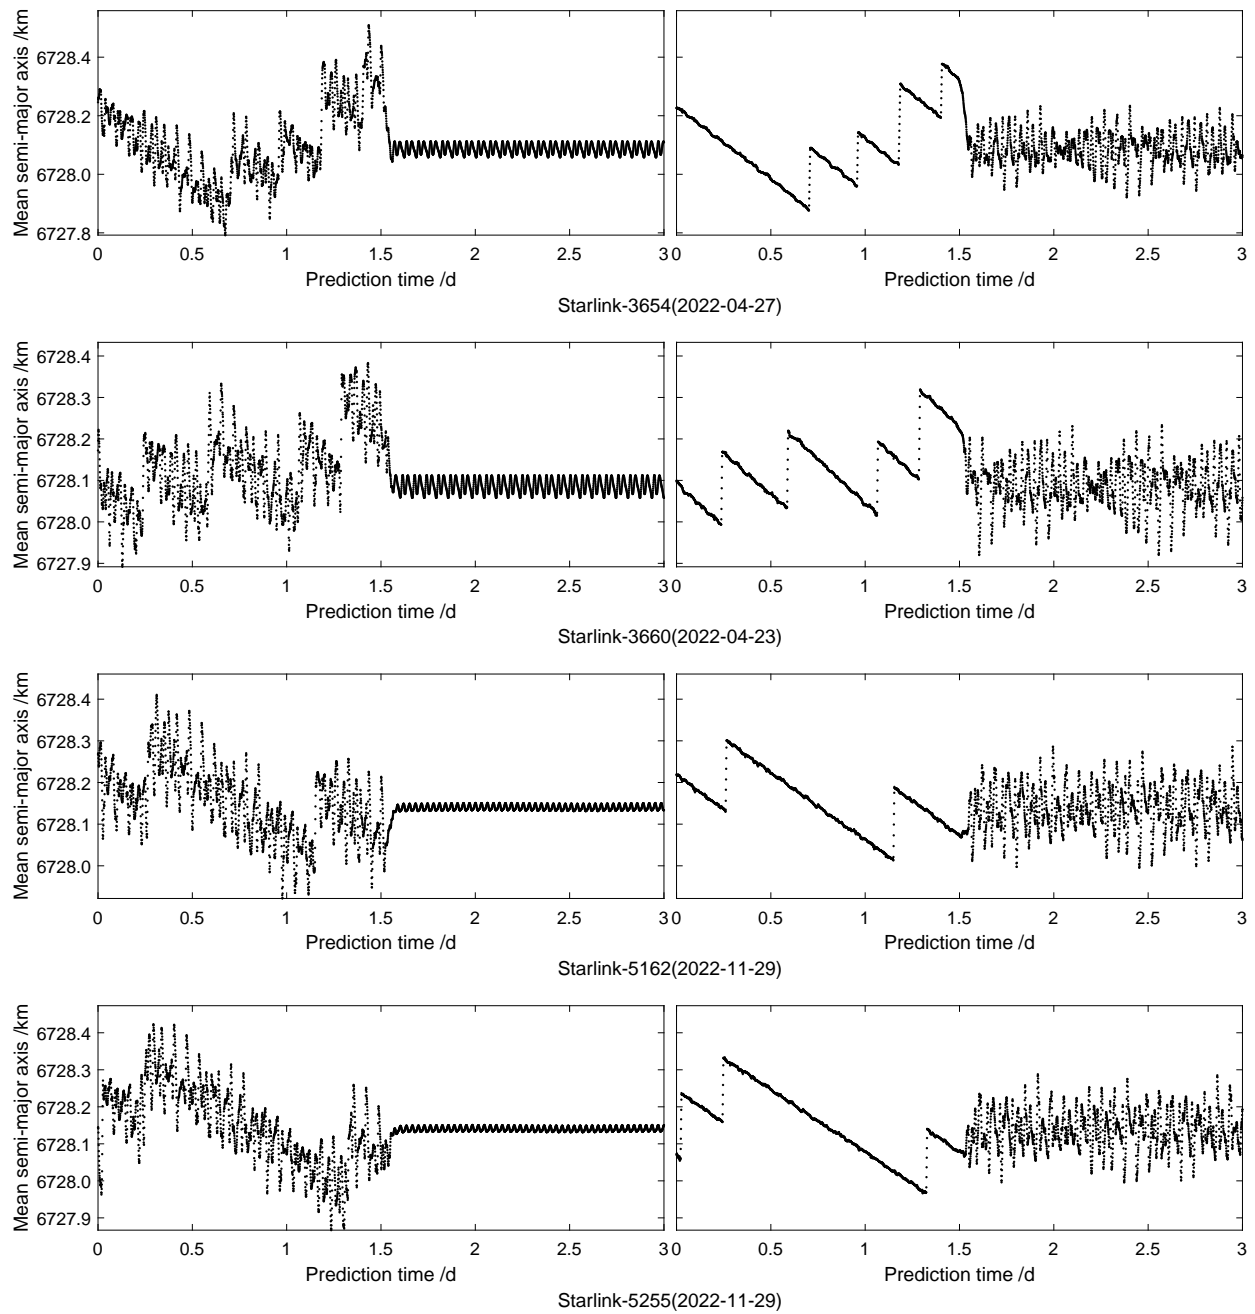 Mean semi-major axis /km
6728.4
6728.2
6728.0
6727.8
0 0.5 1 1.5 2 2.5 3
0 0.5 1 1.5 2 2.5 3
Prediction time /d
Prediction time /d
Starlink-3654(2022-04-27)
Mean semi-major axis /km
6728.4
6728.3
6728.2
6728.1
6728.0
6727.9
0 0.5 1 1.5 2 2.5 3
0 0.5 1 1.5 2 2.5 3
Prediction time /d
Prediction time /d
Starlink-3660(2022-04-23)
Mean semi-major axis /km
6728.4
6728.3
6728.2
6728.1
6728.0
0 0.5 1 1.5 2 2.5 3
0 0.5 1 1.5 2 2.5 3
Prediction time /d
Prediction time /d
Starlink-5162(2022-11-29)
Mean semi-major axis /km
6728.4
6728.3
6728.2
6728.1
6728.0
6727.9
0 0.5 1 1.5 2 2.5 3
0 0.5 1 1.5 2 2.5 3
Prediction time /d
Prediction time /d
Starlink-5255(2022-11-29)